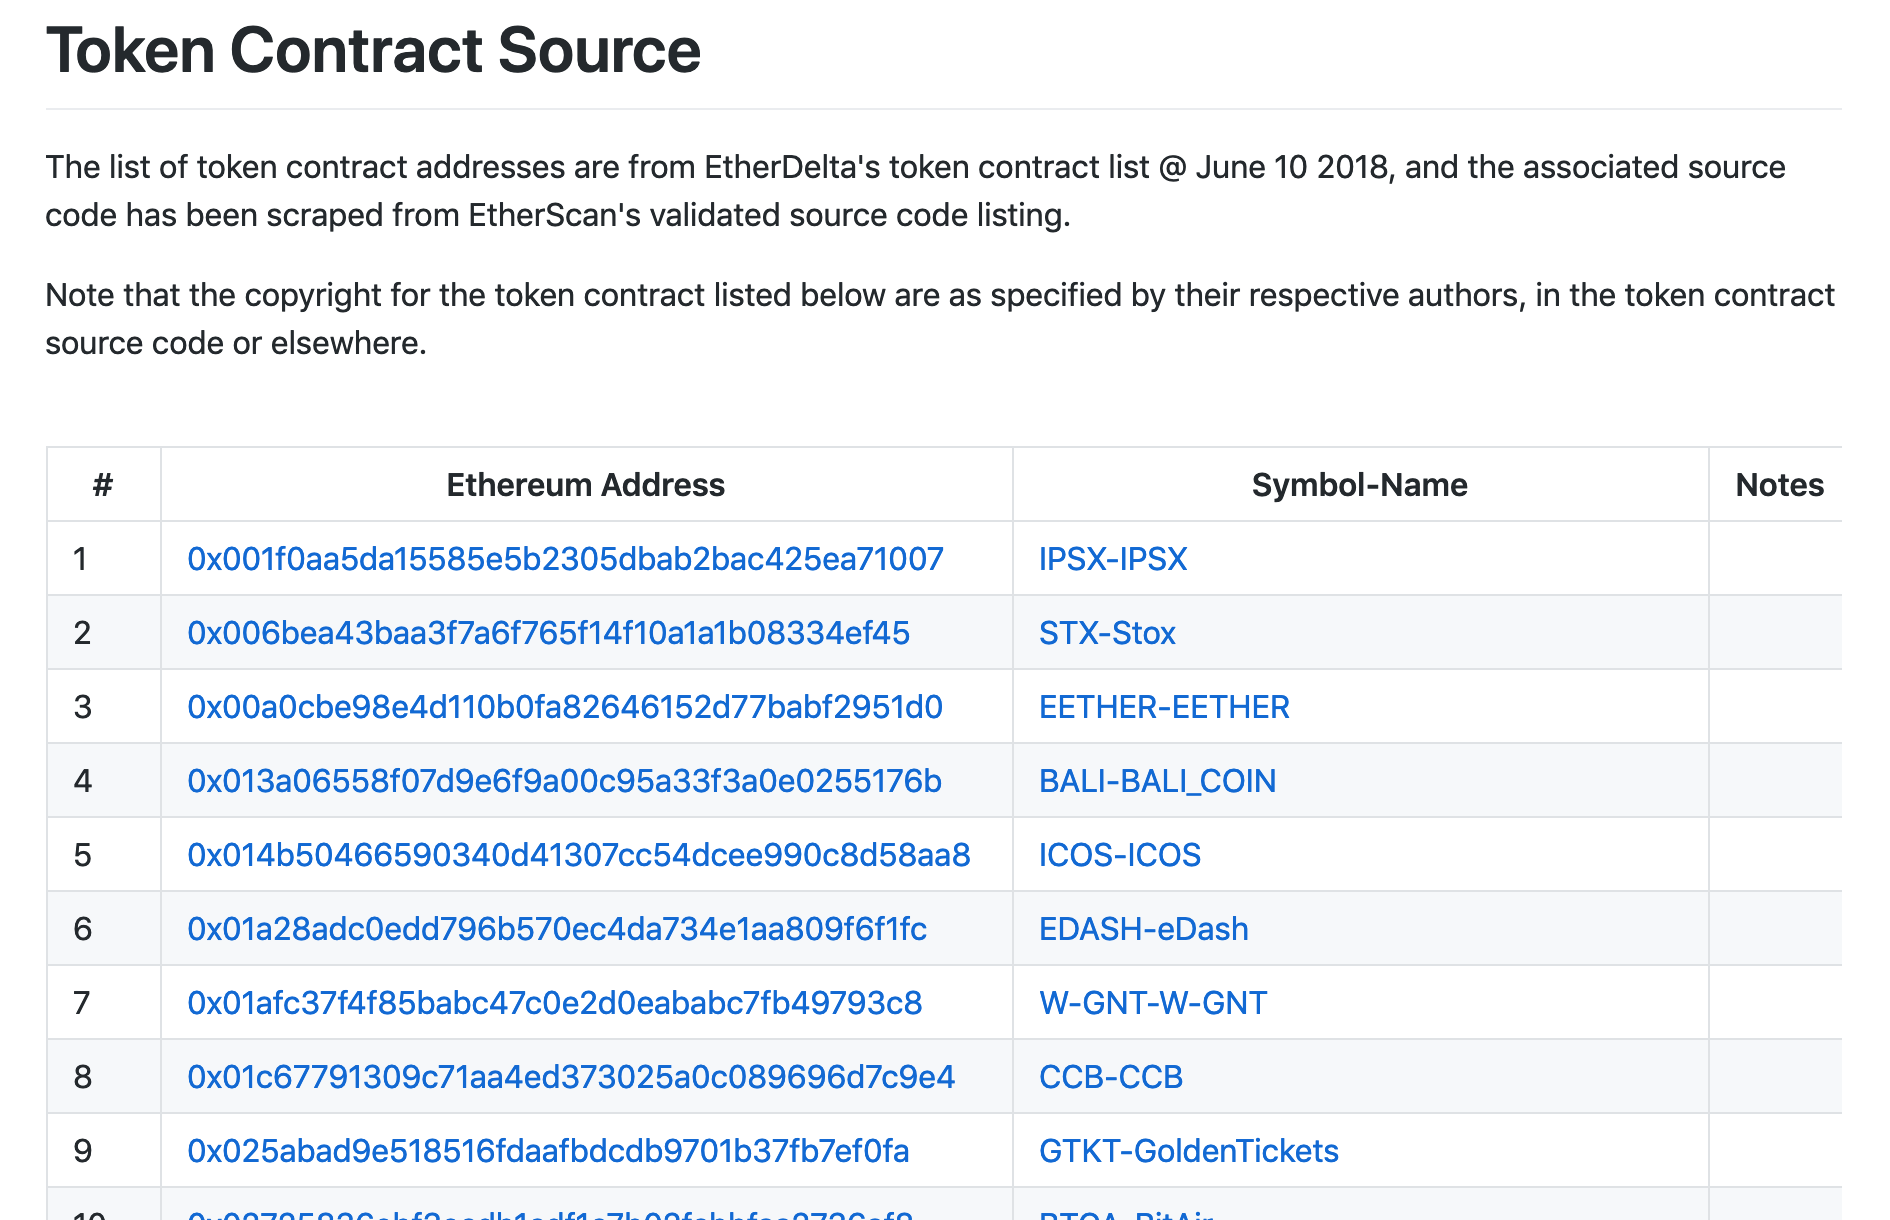 Token Contract Source
The list of token contract addresses are from EtherDelta's token contract list @ June 10 2018, and the associated source
code has been scraped from EtherScan's validated source code listing.
Note that the copyright for the token contract listed below are as specified by their respective authors, in the token contract
source code or elsewhere.
# Ethereum Address Symbol-Name Notes
1 0x001f0aa5da15585e5b2305dbab2bac425ea71007 IPSX-IPSX
2 0x006bea43baa3f7a6f765f14f10a1a1b08334ef45 STX-Stox
3 0x00a0cbe98e4d110b0fa82646152d77babf2951d0 EETHER-EETHER
4 0x013a06558f07d9e6f9a00c95a33f3a0e0255176b BALI-BALI_COIN
5 0x014b50466590340d41307cc54dcee990c8d58aa8 ICOS-ICOS
6 0x01a28adc0edd796b570ec4da734e1aa809f6f1fc EDASH-eDash
7 0x01afc37f4f85babc47c0e2d0eababc7fb49793c8 W-GNT-W-GNT
8 0x01c67791309c71aa4ed373025a0c089696d7c9e4 CCB-CCB
9 0x025abad9e518516fdaafbdcdb9701b37fb7ef0fa GTKT-GoldenTickets
10